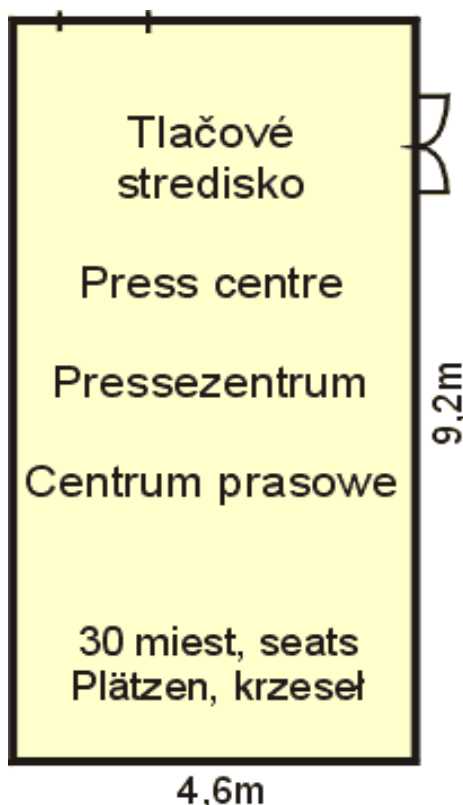 Tlačové
stredisko
Press centre
Pressezentrum
Centrum prasowe
9,2m
30 miest, seats
Plätzen, krzeseł
4,6m